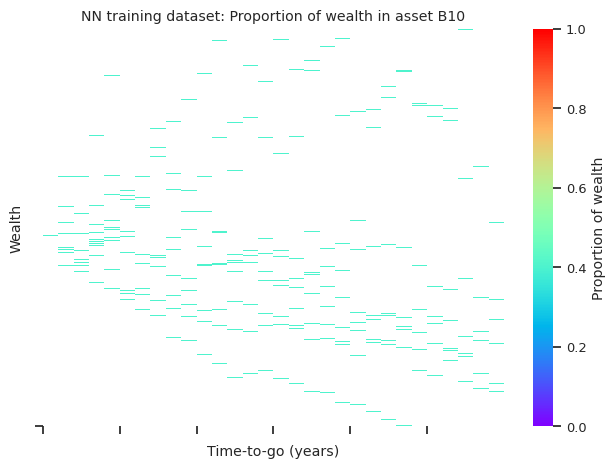 NN training dataset: Proportion of wealth in asset B10
1.0
0.8
0.6
0.4
0.2
0.0
Proportion of wealth
Wealth
Time-to-go (years)